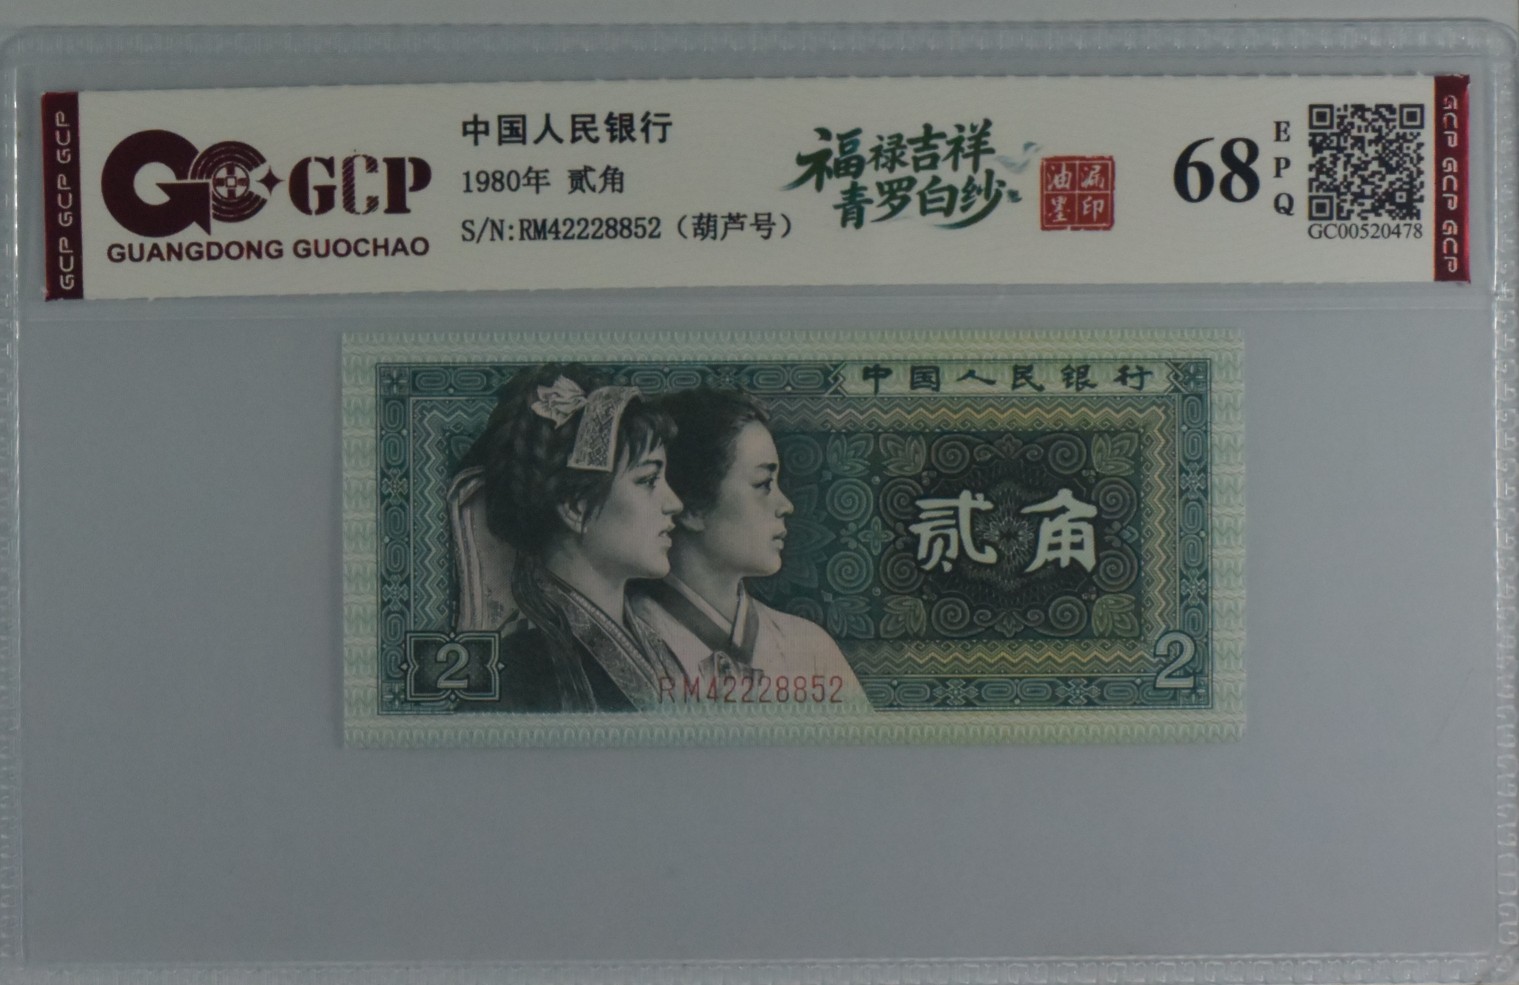 GCP GCP GCP
GCP
GUANGDONG GUOCHAO
中国人民银行
1980年 贰角
S/N:RM42228852（葫芦号）
福禄吉祥
青罗白纱
油漏
墨印
68
E
P
Q
GC00520478
GCP GCP GCP
中国人民银行
贰角
2
2
RM42228852